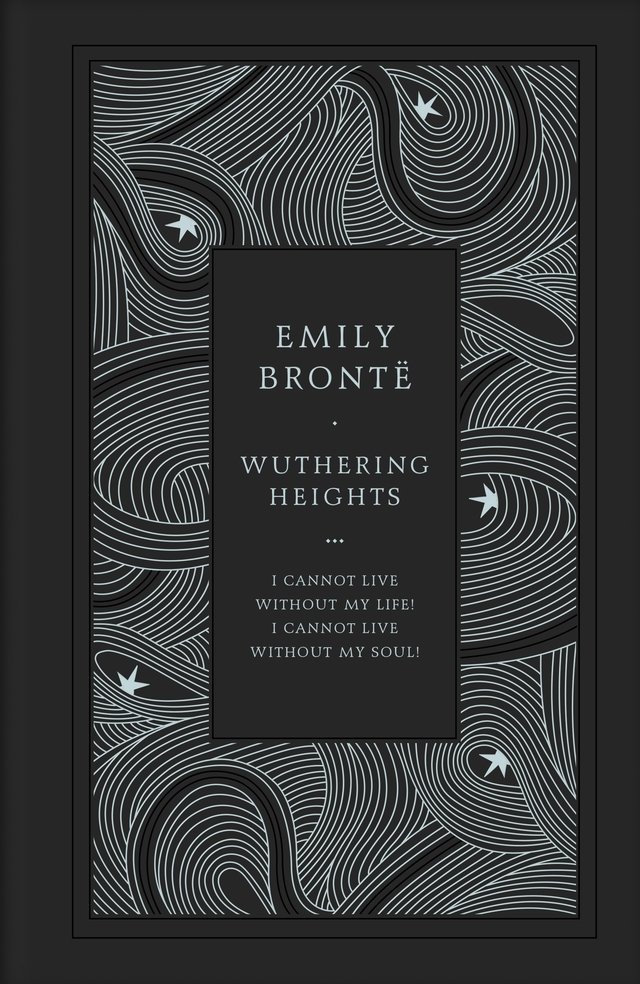 EMILY
BRONTË
WUTHERING
HEIGHTS
I CANNOT LIVE
WITHOUT MY LIFE!
I CANNOT LIVE
WITHOUT MY SOUL!